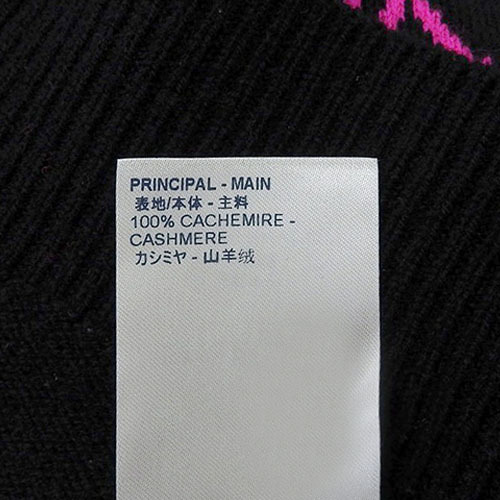 PRINCIPAL - MAIN
表地/本体 - 主料
100% CACHEMIRE -
CASHMERE
カシミヤ - 山羊绒